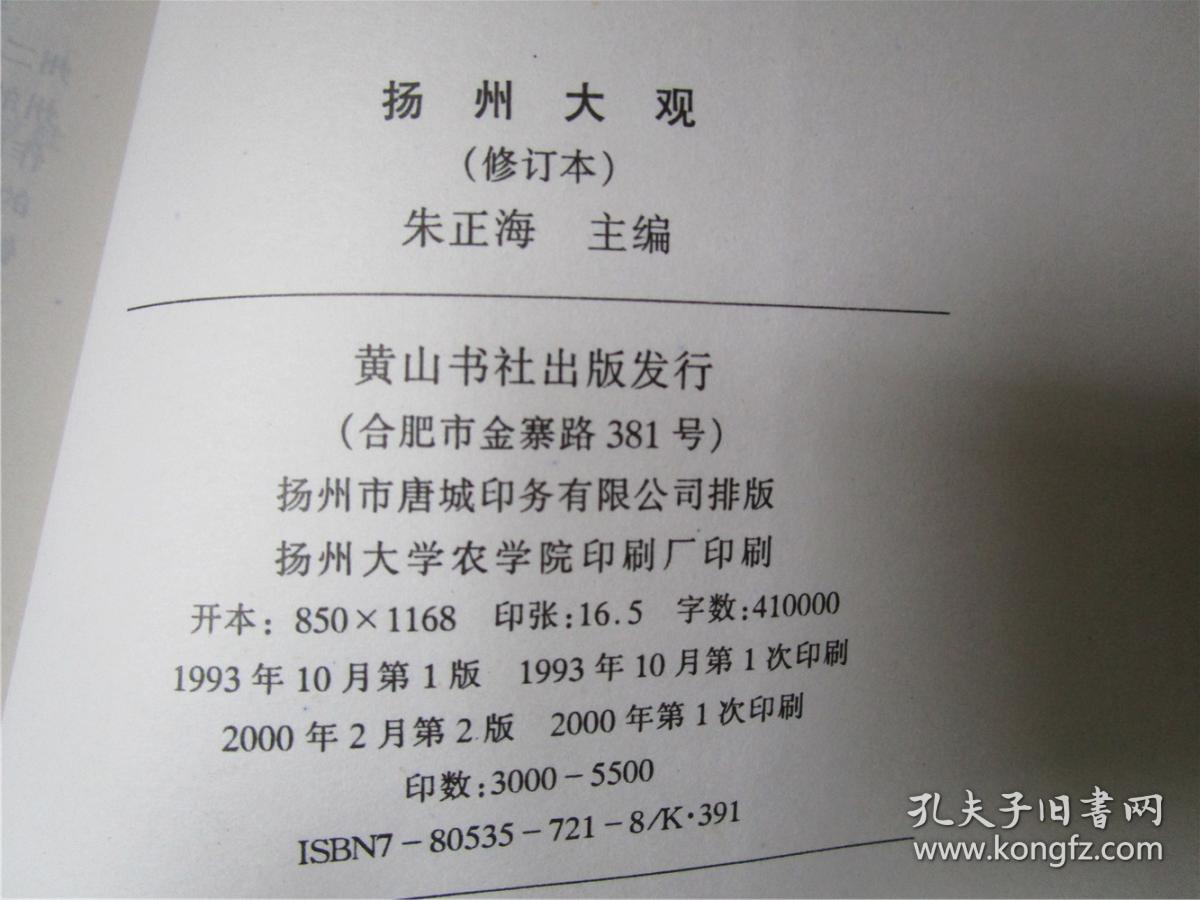 扬州大观
(修订本)
朱正海 主编
黄山书社出版发行
(合肥市金寨路 381 号)
扬州市唐城印务有限公司排版
扬州大学农学院印刷厂印刷
开本: 850×1168 印张:16.5 字数:410000
1993 年 10 月第 1 版 1993 年 10 月第 1 次印刷
2000 年 2 月第 2 版 2000 年第 1 次印刷
印数:3000-5500
ISBN7-80535-721-8/K·391
孔夫子旧書网
www.kongfz.com